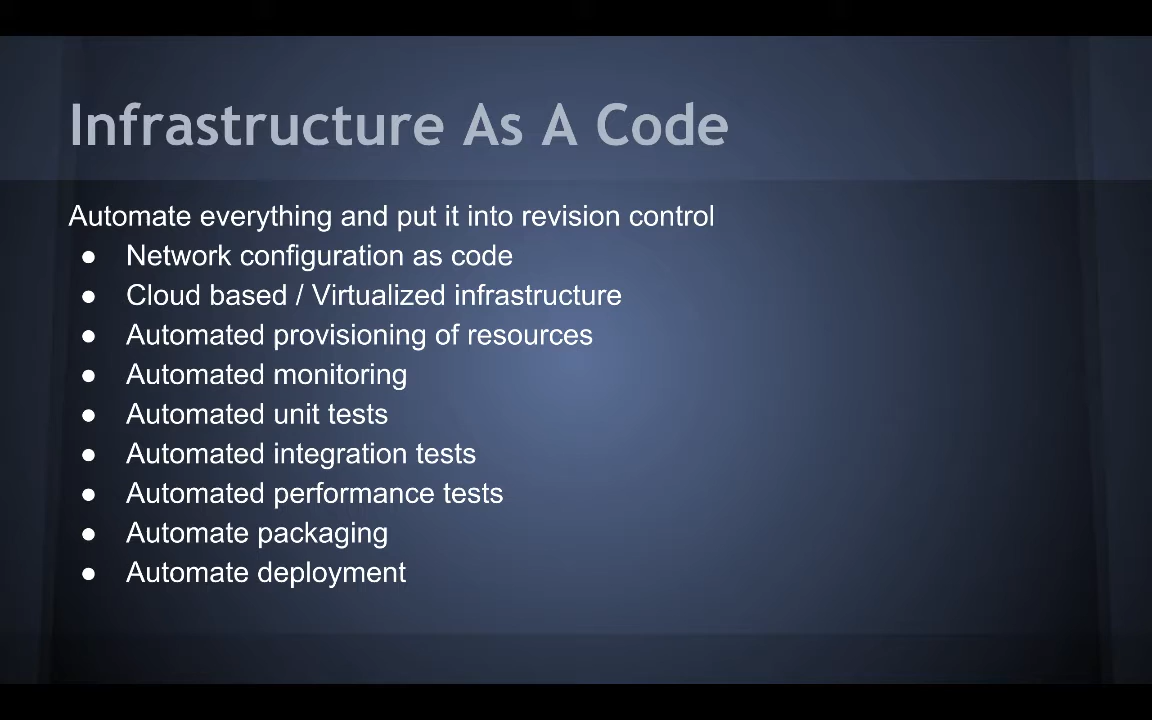 Infrastructure As A Code
Automate everything and put it into revision control
● Network configuration as code
● Cloud based / Virtualized infrastructure
● Automated provisioning of resources
● Automated monitoring
● Automated unit tests
● Automated integration tests
● Automated performance tests
● Automate packaging
● Automate deployment